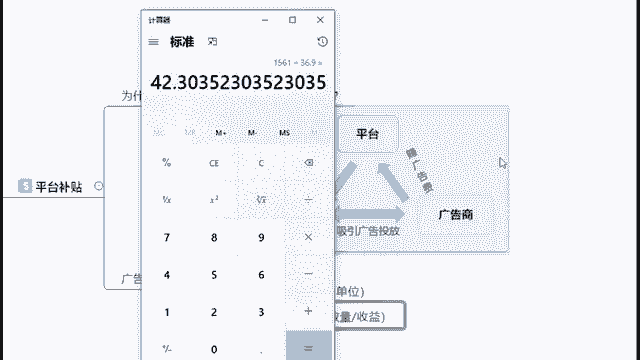 计算器
标准
1561 ÷ 36.9 =
42.30352303523035
为什
M+ M- MS
平台
% CE C
平台补贴
¹/x x² ²√x ÷
广告商
吸引广告投放
7 8 9 ×
4 5 6 −
广告
单位）
1 2 3 +
数量/收益）
+/- 0 . =